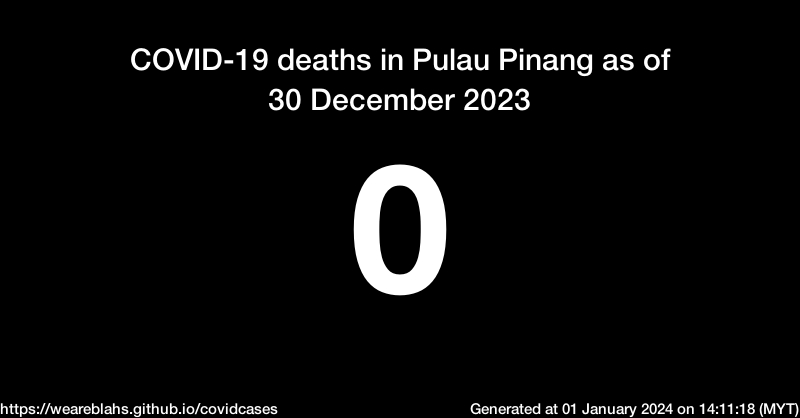 COVID-19 deaths in Pulau Pinang as of
30 December 2023
0
https://weareblahs.github.io/covidcases
Generated at 01 January 2024 on 14:11:18 (MYT)